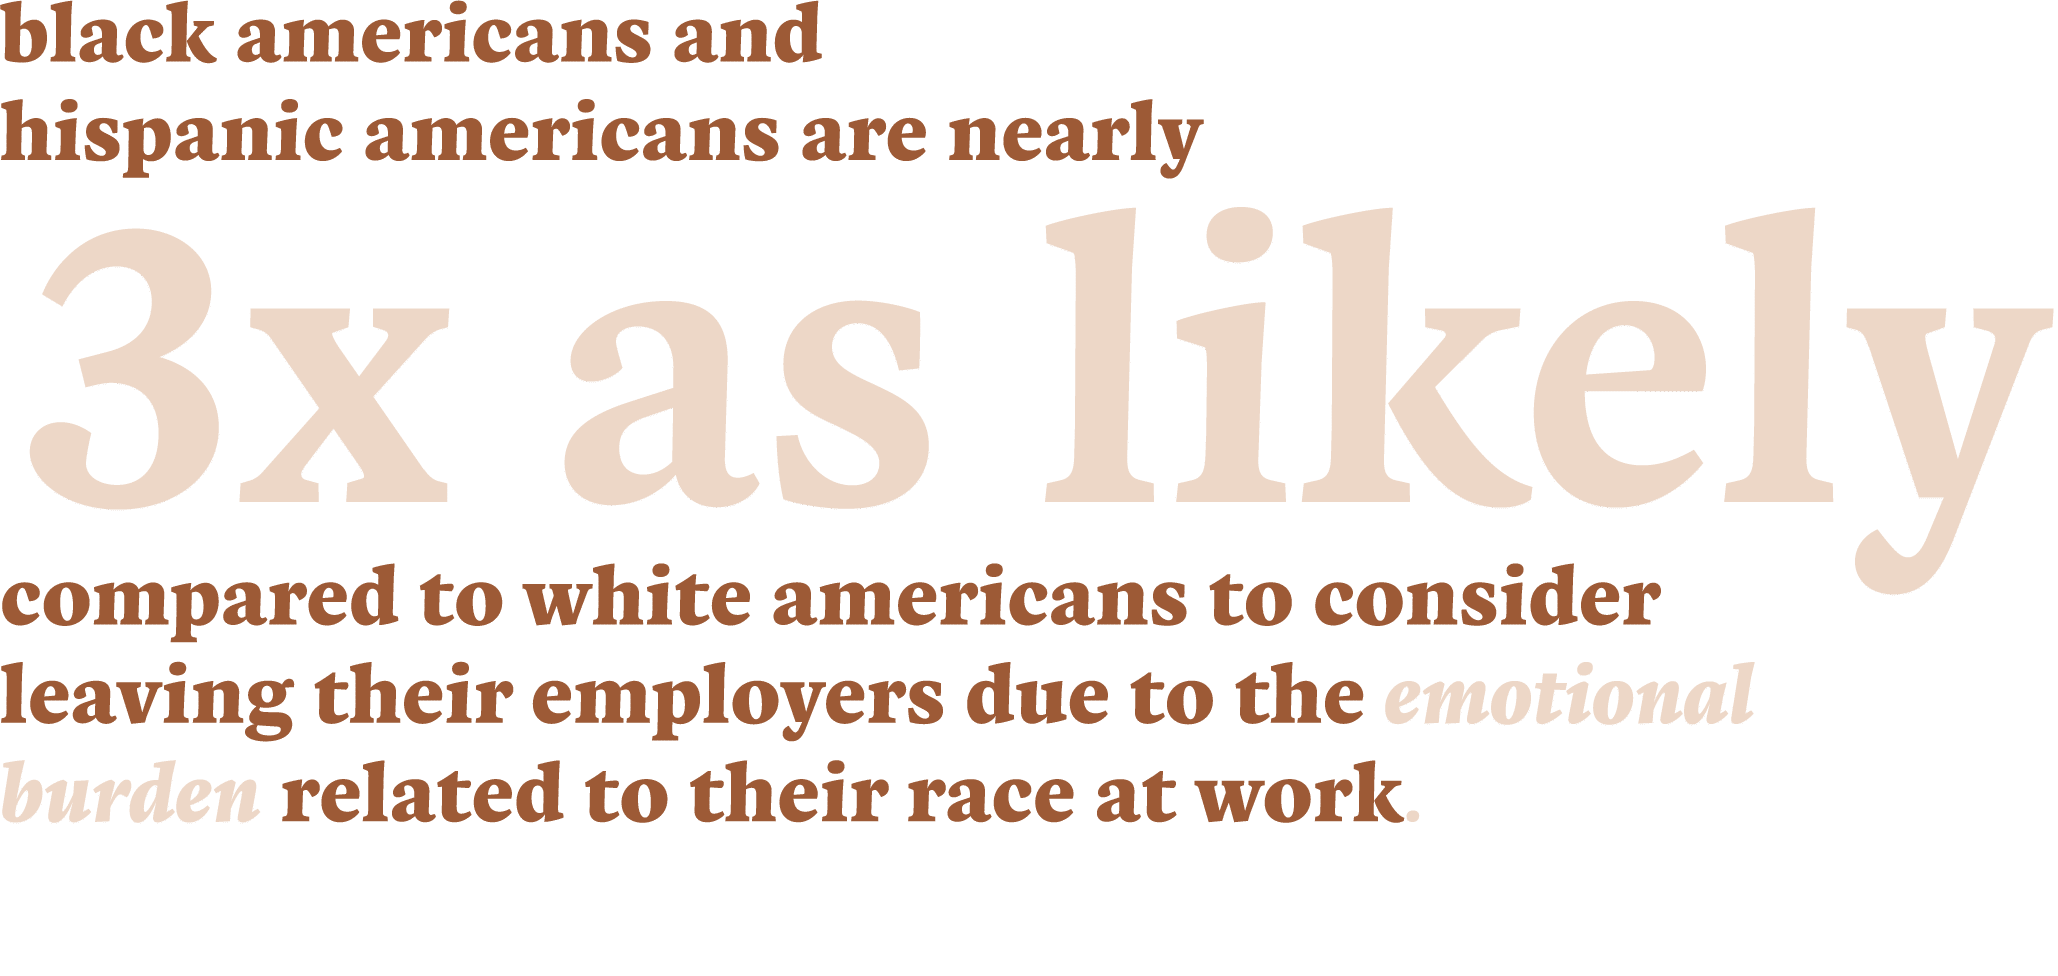 black americans and
hispanic americans are nearly
3x as likely
compared to white americans to consider
leaving their employers due to the emotional
burden related to their race at work.